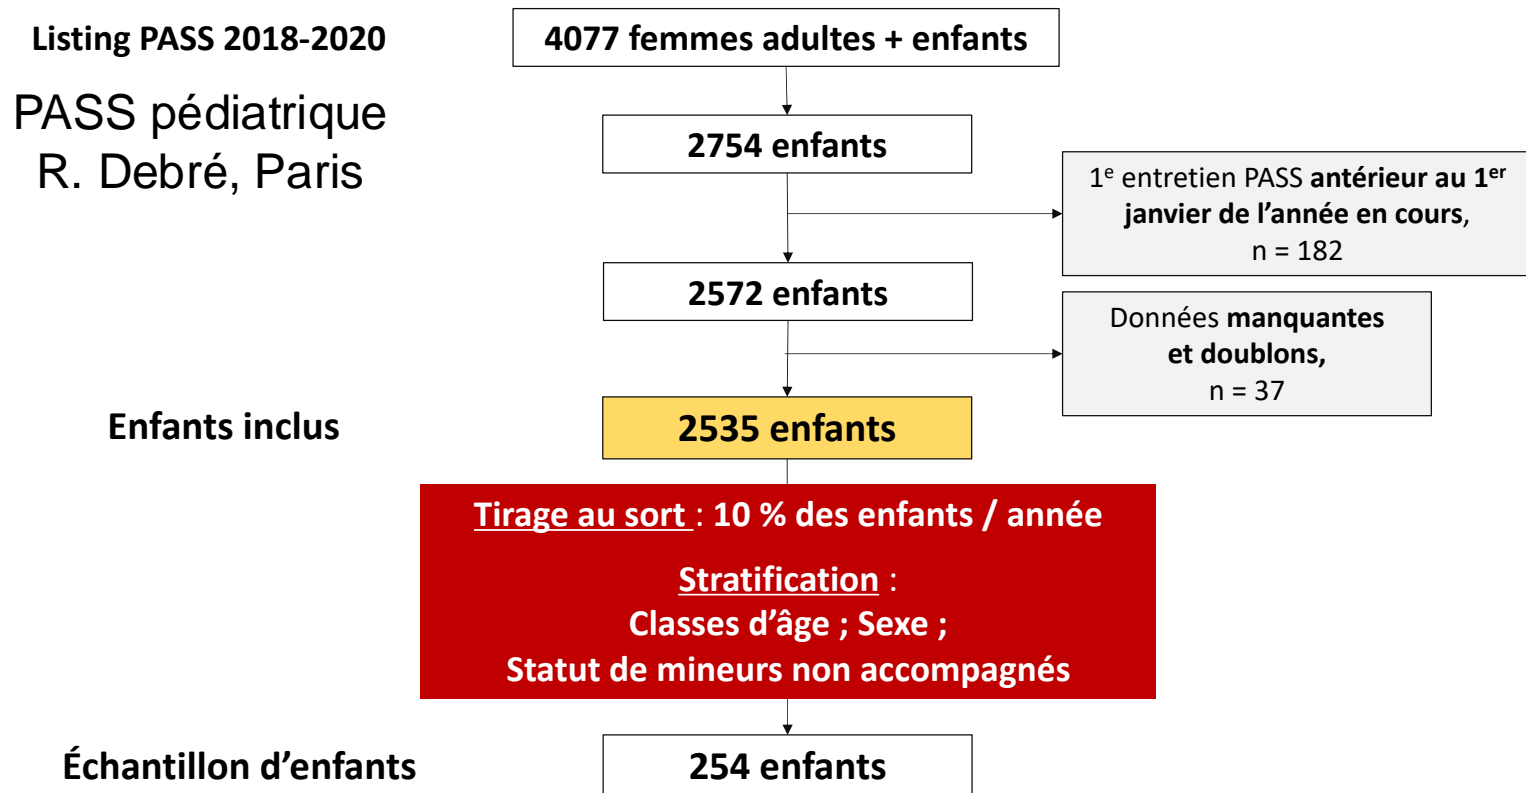 Listing PASS 2018-2020
4077 femmes adultes + enfants
PASS pédiatrique
R. Debré, Paris
2754 enfants
1e entretien PASS antérieur au 1er
janvier de l’année en cours,
n = 182
2572 enfants
Données manquantes
et doublons,
n = 37
Enfants inclus
2535 enfants
Tirage au sort : 10 % des enfants / année
Stratification :
Classes d’âge ; Sexe ;
Statut de mineurs non accompagnés
Échantillon d’enfants
254 enfants